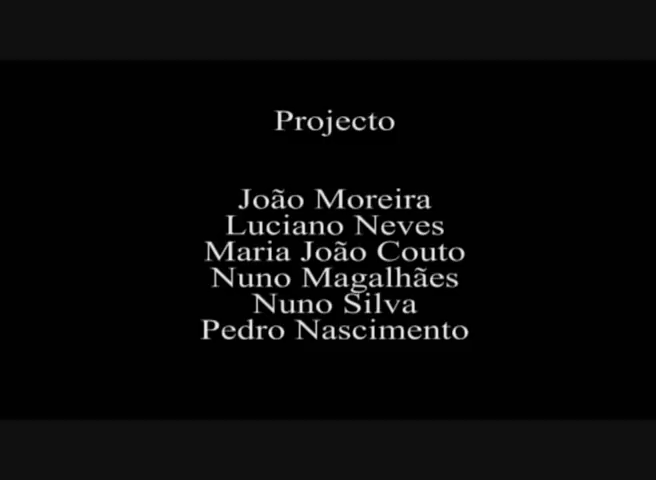 Projecto
João Moreira
Luciano Neves
Maria João Couto
Nuno Magalhães
Nuno Silva
Pedro Nascimento